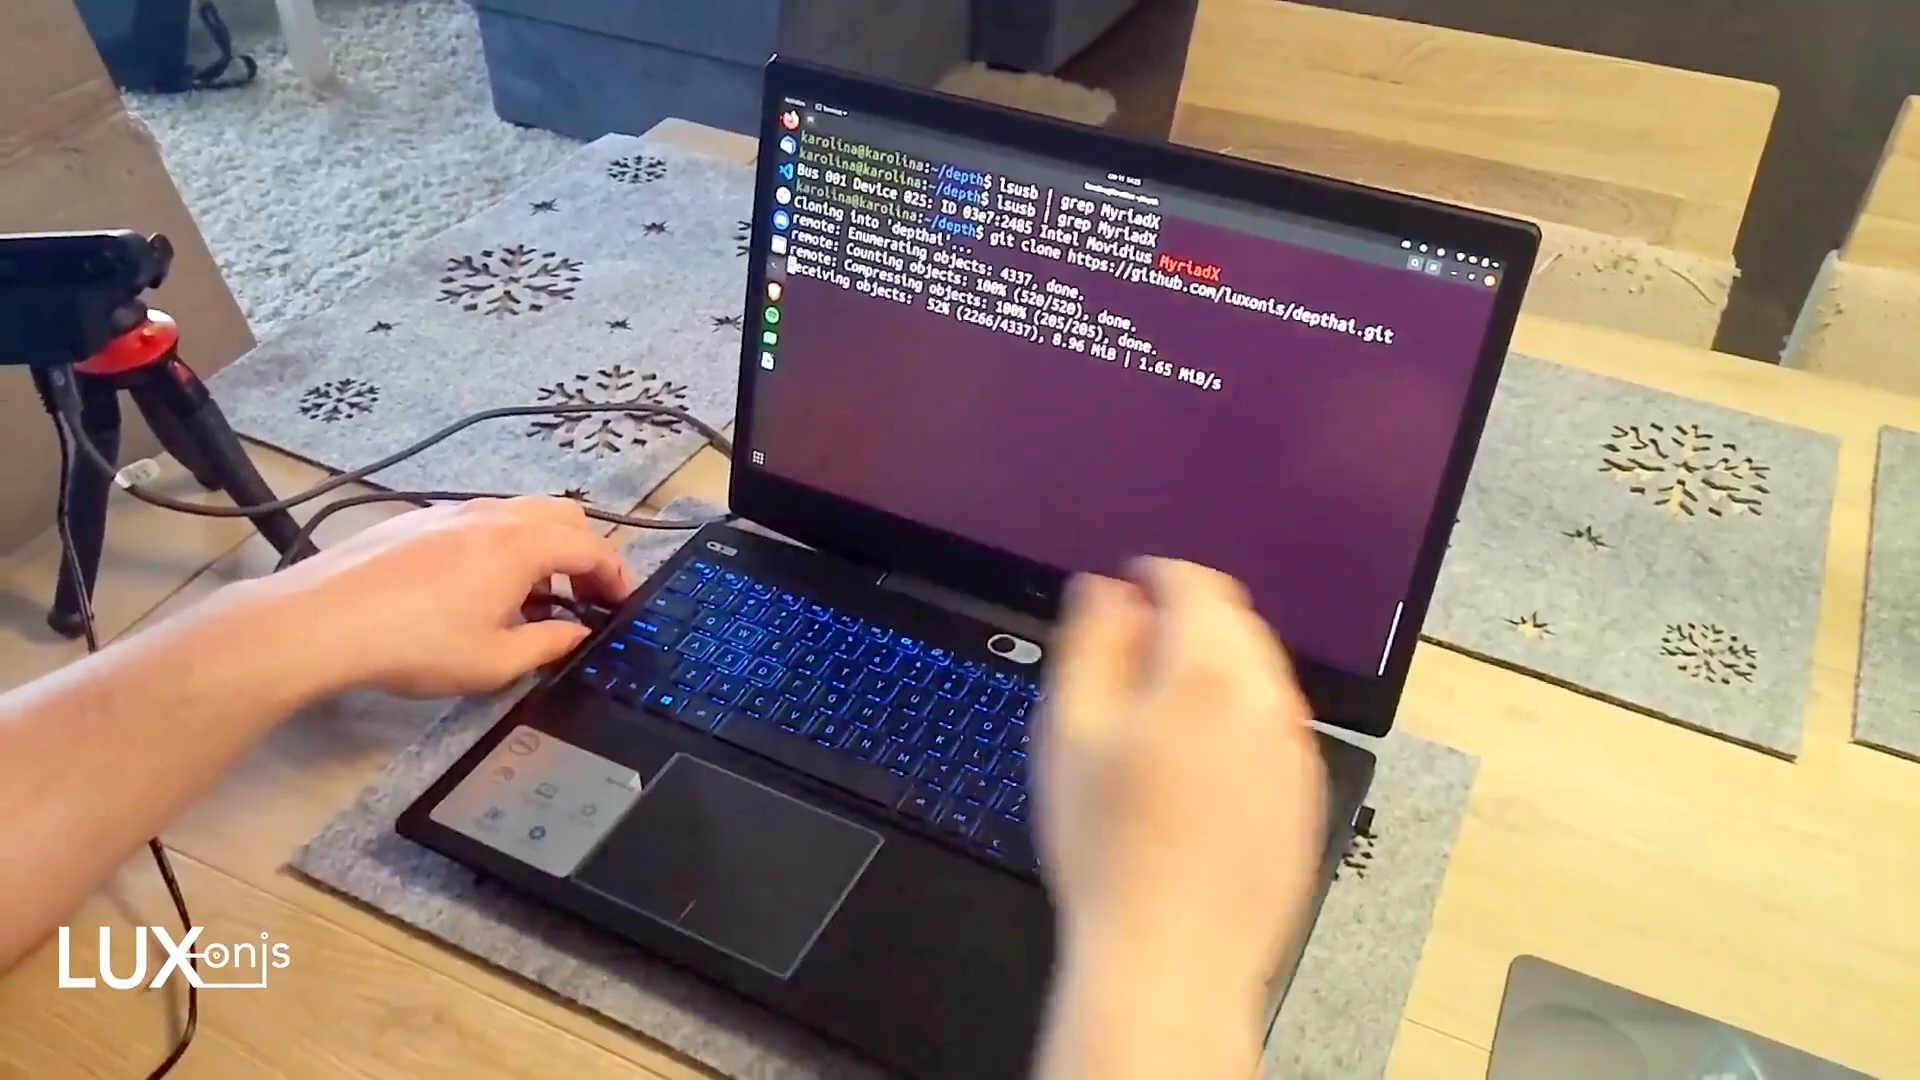 karolina@karolina:~/depth$ lsusb | grep MyriadX
karolina@karolina:~/depth$ lsusb | grep MyriadX
Bus 001 Device 025: ID 03e7:2485 Intel Movidius MyriadX
karolina@karolina:~/depth$ git clone https://github.com/luxonis/depthai.git
Cloning into 'depthai'...
remote: Enumerating objects: 4337, done.
remote: Counting objects: 100% (520/520), done.
remote: Compressing objects: 100% (205/205), done.
Receiving objects: 52% (2266/4337), 8.96 MiB | 1.65 MiB/s
LUXonis